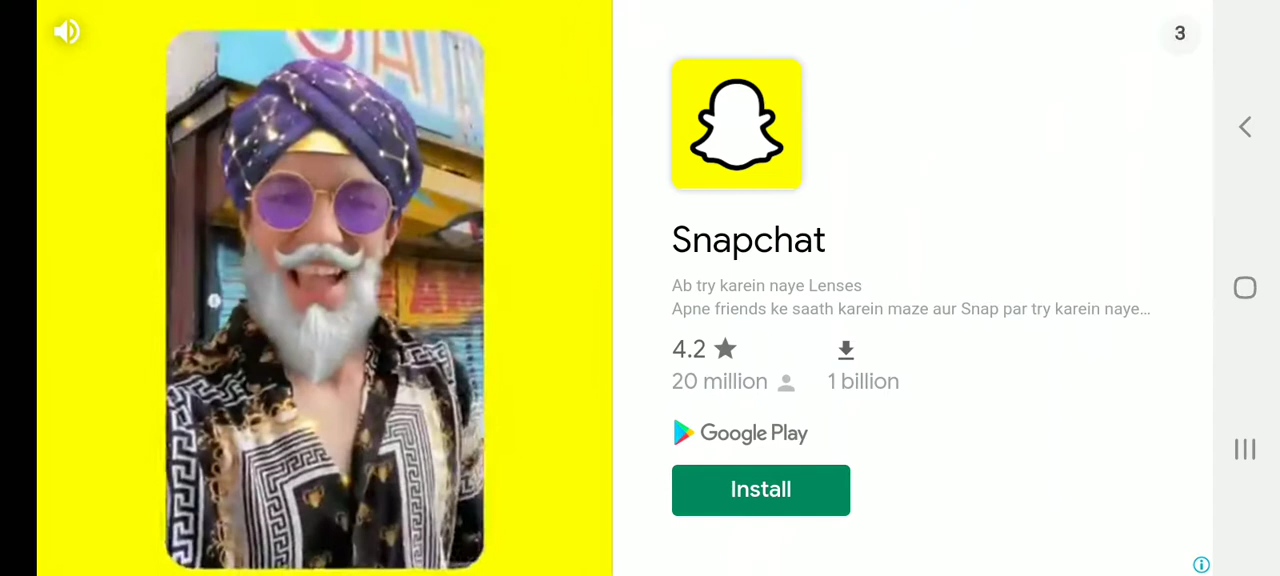 3
Snapchat
Ab try karein naye Lenses
Apne friends ke saath karein maze aur Snap par try karein naye...
4.2
20 million
1 billion
Google Play
Install